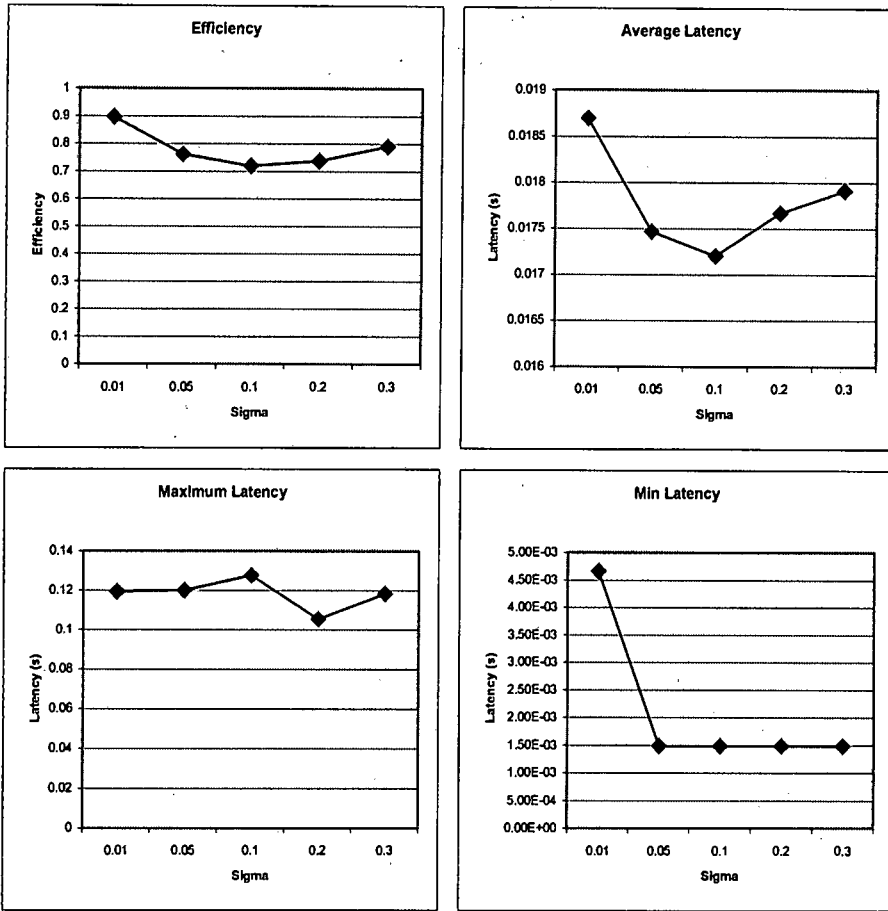 Efficiency
1
0.9
0.8
0.7
0.6
0.5
0.4
0.3
0.2
0.1
0
Efficiency
0.01 0.05 0.1 0.2 0.3
Sigma
Average Latency
0.019
0.0185
0.018
0.0175
0.017
0.0165
0.016
Latency (s)
0.01 0.05 0.1 0.2 0.3
Sigma
Maximum Latency
0.14
0.12
0.1
0.08
0.06
0.04
0.02
0
Latency (s)
0.01 0.05 0.1 0.2 0.3
Sigma
Min Latency
5.00E-03
4.50E-03
4.00E-03
3.50E-03
3.00E-03
2.50E-03
2.00E-03
1.50E-03
1.00E-03
5.00E-04
0.00E+00
Latency (s)
0.01 0.05 0.1 0.2 0.3
Sigma